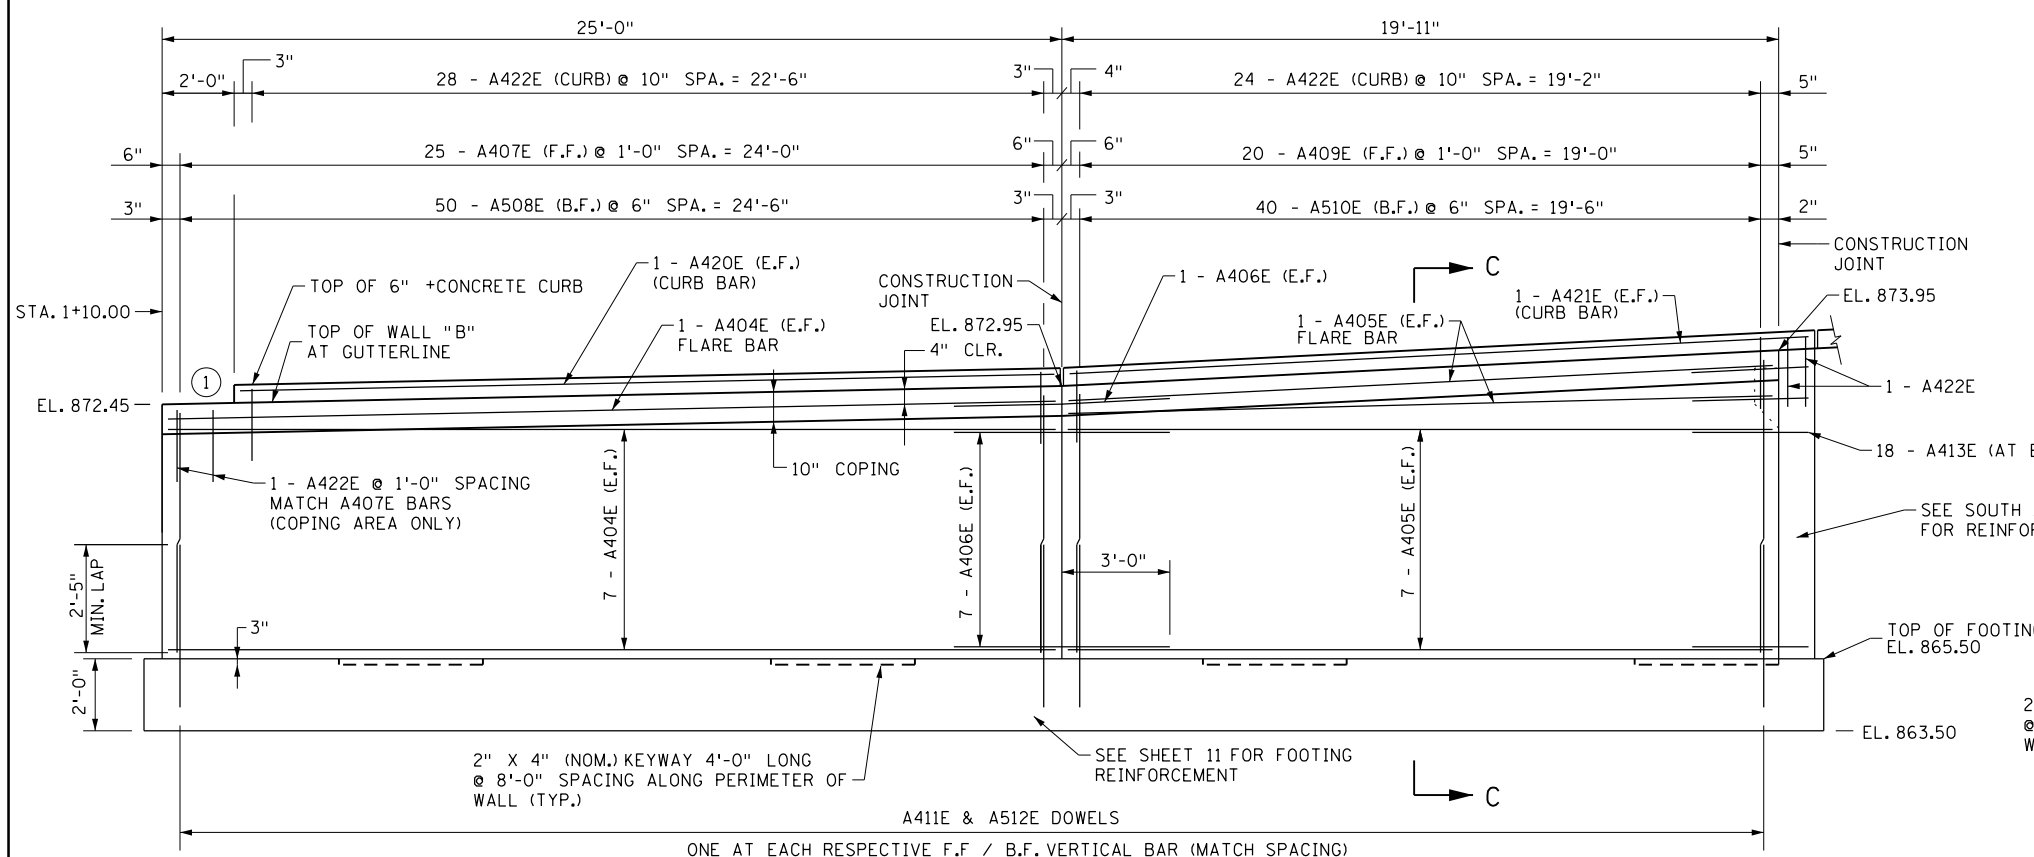 25'-0"
19'-11"
2'-0"
3"
28 - A422E (CURB) @ 10" SPA. = 22'-6"
3"
4"
24 - A422E (CURB) @ 10" SPA. = 19'-2"
5"
6"
25 - A407E (F.F.) @ 1'-0" SPA. = 24'-0"
6"
6"
20 - A409E (F.F.) @ 1'-0" SPA. = 19'-0"
5"
3"
50 - A508E (B.F.) @ 6" SPA. = 24'-6"
3"
3"
40 - A510E (B.F.) @ 6" SPA. = 19'-6"
2"
CONSTRUCTION
JOINT
STA. 1+10.00
TOP OF 6" +CONCRETE CURB
1 - A420E (E.F.)
(CURB BAR)
CONSTRUCTION
JOINT
1 - A406E (E.F.)
C
1 - A421E (E.F.)
(CURB BAR)
EL. 873.95
TOP OF WALL "B"
AT GUTTERLINE
1 - A404E (E.F.)
FLARE BAR
EL. 872.95
4" CLR.
1 - A405E (E.F.)
FLARE BAR
1
EL. 872.45
1 - A422E
10" COPING
18 - A413E (AT
1 - A422E @ 1'-0" SPACING
MATCH A407E BARS
(COPING AREA ONLY)
7 - A404E (E.F.)
7 - A406E (E.F.)
7 - A405E (E.F.)
SEE SOUTH
FOR
3'-0"
2'-5"
MIN. LAP
3"
TOP OF
EL. 865.50
2'-0"
EL. 863.50
2" X 4" (NOM.) KEYWAY 4'-0" LONG
@ 8'-0" SPACING ALONG PERIMETER OF
WALL (TYP.)
SEE SHEET 11 FOR FOOTING
REINFORCEMENT
C
2
@
A411E & A512E DOWELS
ONE AT EACH RESPECTIVE F.F / B.F. VERTICAL BAR (MATCH SPACING)